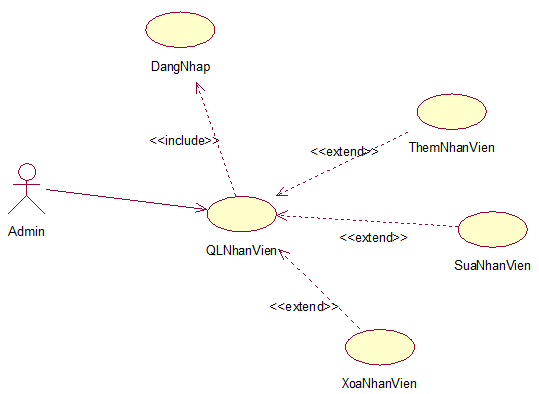 DangNhap
<<include>>
<<extend>>
ThemNhanVien
Admin
QLNhanVien
<<extend>>
SuaNhanVien
<<extend>>
XoaNhanVien